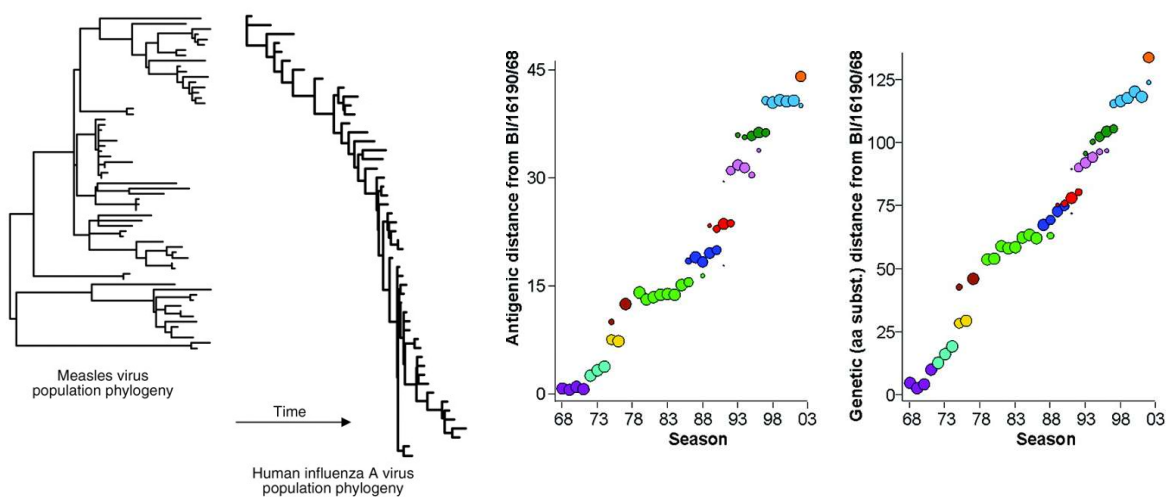 Measles virus
population phylogeny
Time
Human influenza A virus
population phylogeny
Antigenic distance from BI/16190/68
45
30
15
0
68 73 78 83 88 93 98 03
Season
Genetic (aa subst.) distance from BI/16190/68
125
100
75
50
25
0
68 73 78 83 88 93 98 03
Season